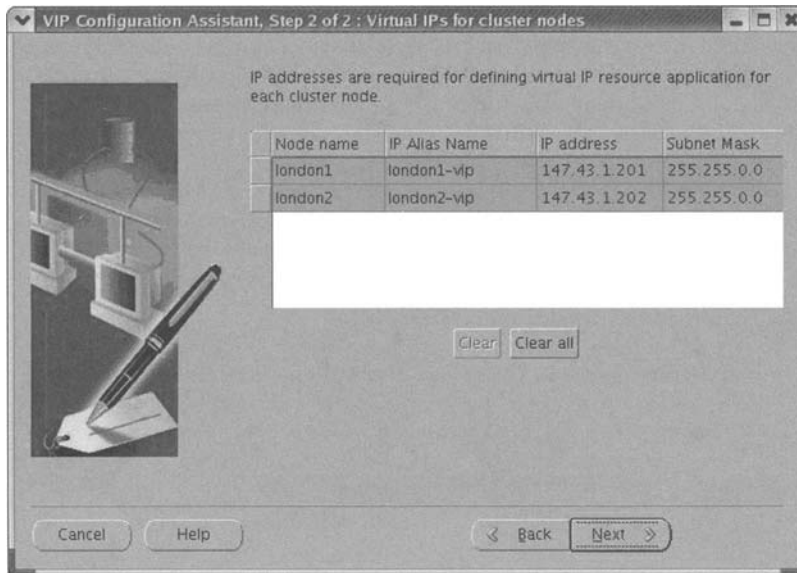 VIP Configuration Assistant, Step 2 of 2 : Virtual IPs for cluster nodes
IP addresses are required for defining virtual IP resource application for
each cluster node.
Node name IP Alias Name IP address Subnet Mask
london1 london1-vip 147.43.1.201 255.255.0.0
london2 london2-vip 147.43.1.202 255.255.0.0
Clear Clear all
Cancel Help Back Next